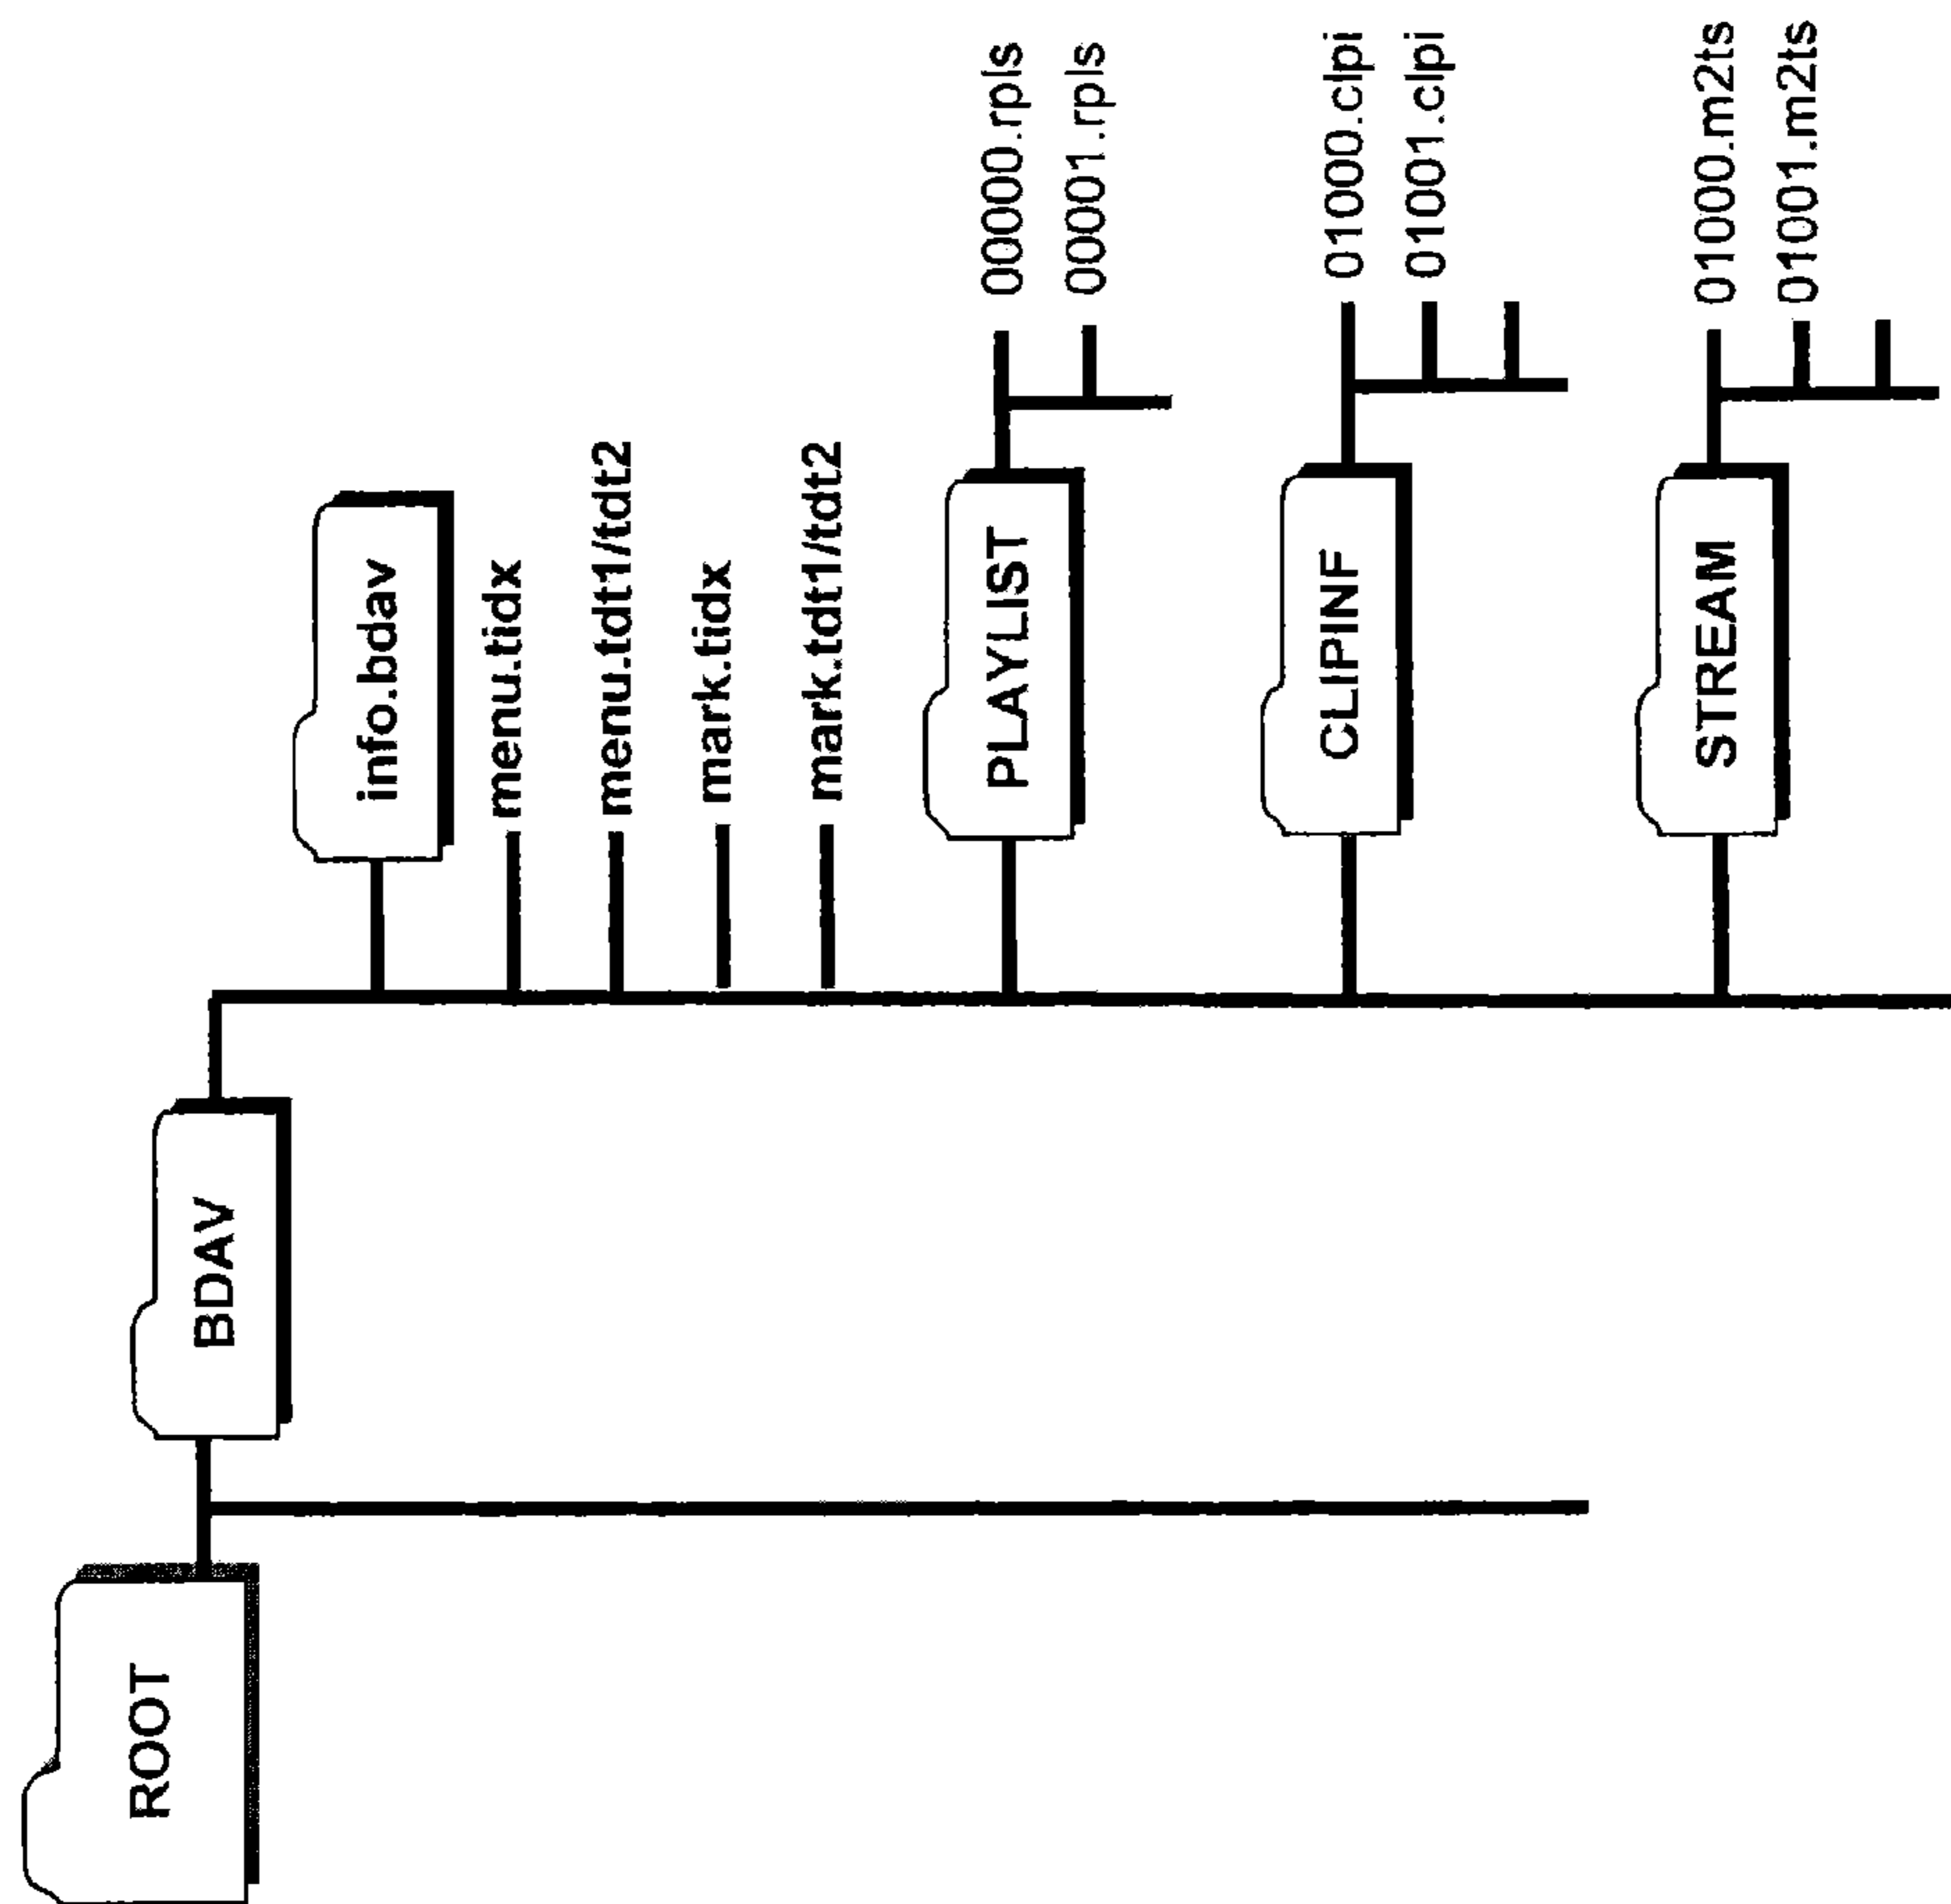 ROOT
BDAV
info.bdav
menu.tidx
menu.tdt1/tdt2
mark.tidx
mark.tdt1/tdt2
PLAYLIST
00000.rpls
00001.rpls
CLIPINF
01000.clpi
01001.clpi
STREAM
01000.m2ts
01001.m2ts